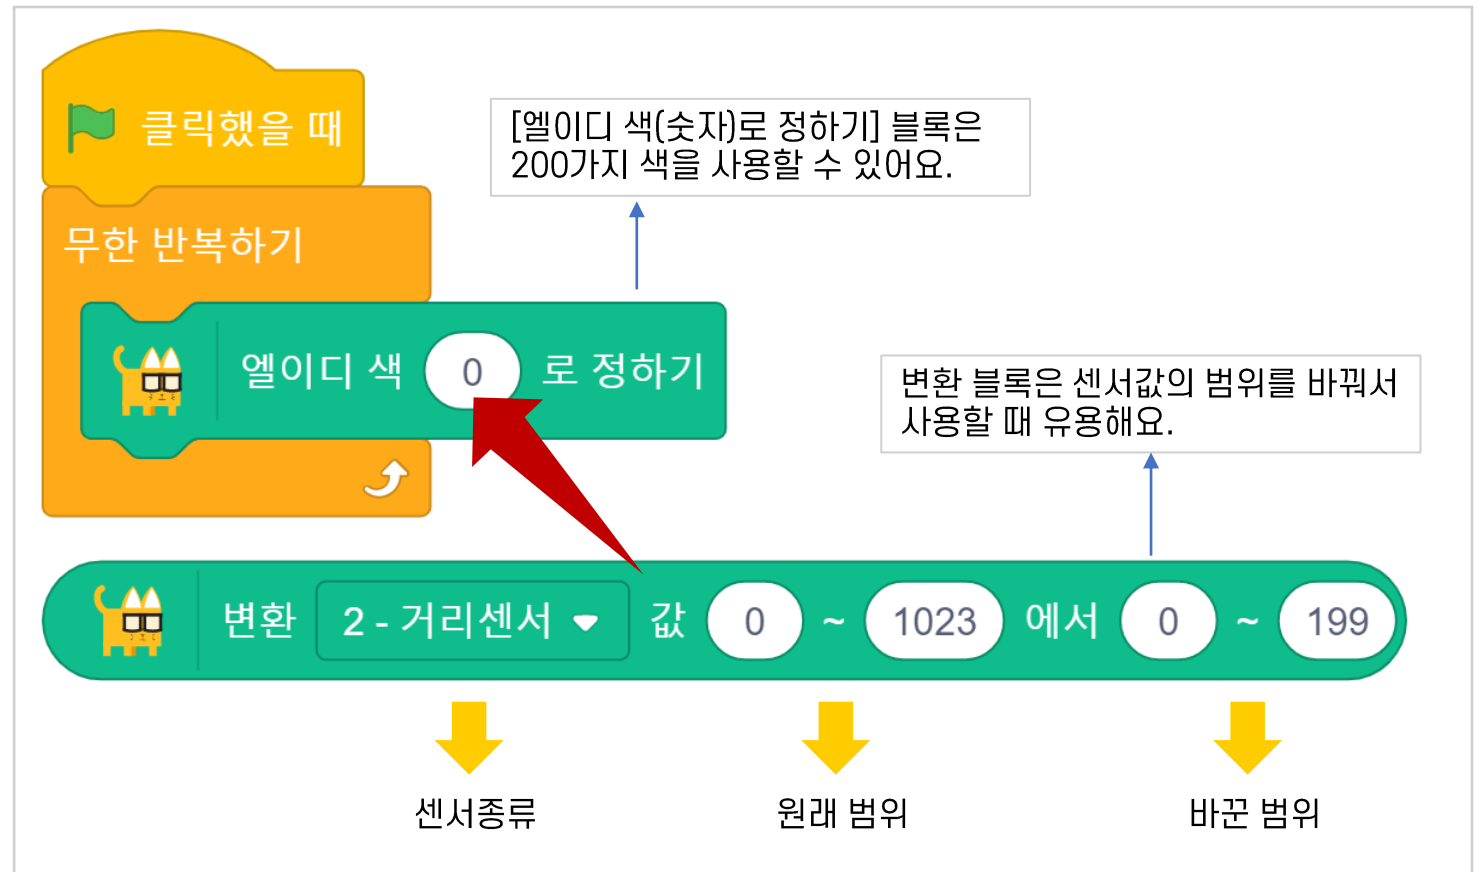 클릭했을 때
[엘이디 색(숫자)로 정하기] 블록은
200가지 색을 사용할 수 있어요.
무한 반복하기
엘이디 색 0 로 정하기
변환 블록은 센서값의 범위를 바꿔서
사용할 때 유용해요.
변환 2 - 거리센서 값 0 ~ 1023 에서 0 ~ 199
센서종류
원래 범위
바꾼 범위